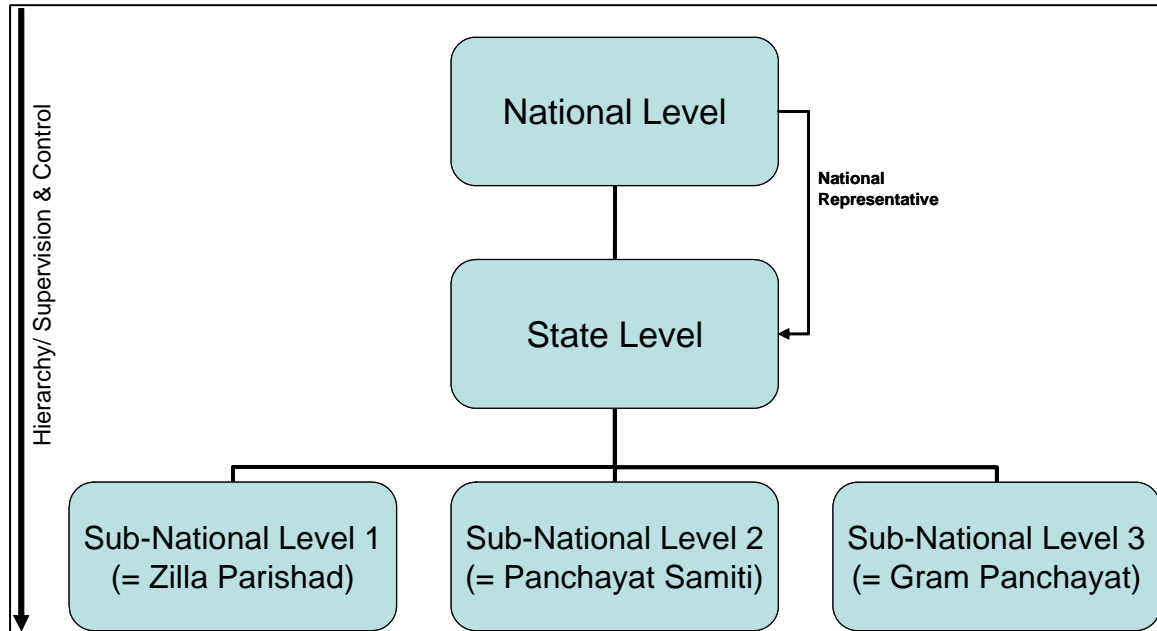 Hierarchy/ Supervision & Control
National Level
National
Representative
State Level
Sub-National Level 1
(= Zilla Parishad)
Sub-National Level 2
(= Panchayat Samiti)
Sub-National Level 3
(= Gram Panchayat)